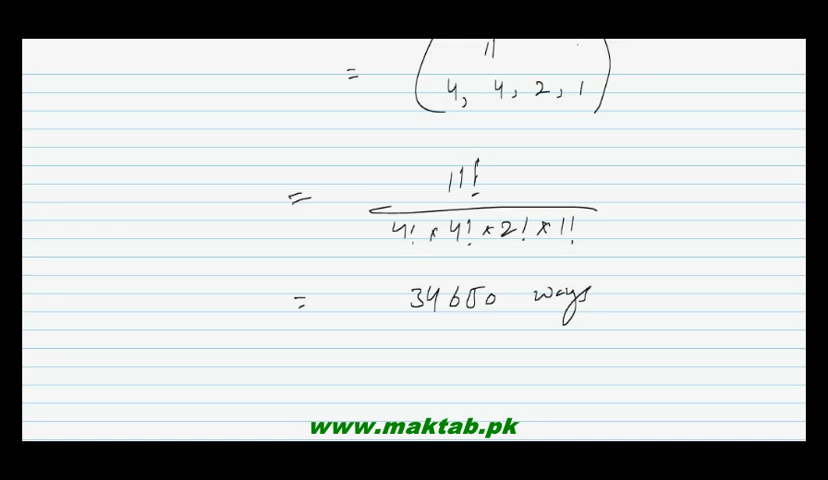 11
= ( 4, 4, 2, 1 )
= 11! / 4! × 4! × 2! × 1!
= 34650 ways
www.maktab.pk